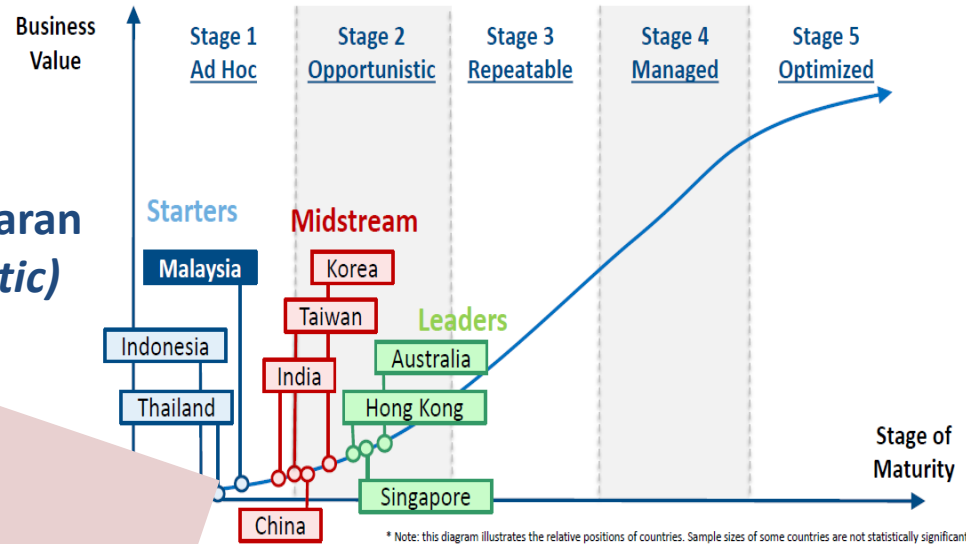 Business
Value
Stage 1
Ad Hoc
Stage 2
Opportunistic
Stage 3
Repeatable
Stage 4
Managed
Stage 5
Optimized
aran
tic)
Starters
Midstream
Leaders
Malaysia
Korea
Taiwan
Indonesia
Australia
India
Thailand
Hong Kong
Singapore
China
Stage of
Maturity
* Note: this diagram illustrates the relative positions of countries. Sample sizes of some countries are not statistically significant